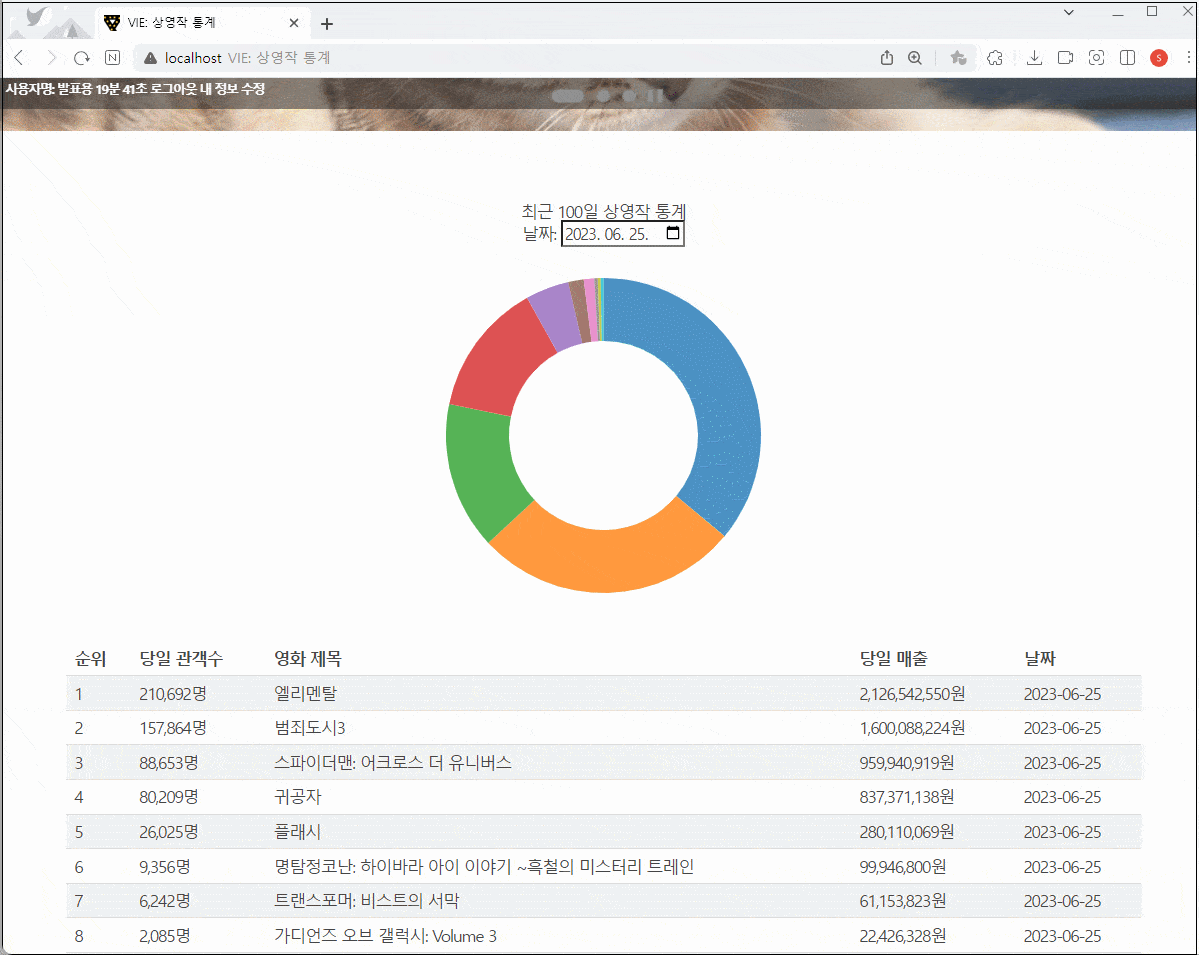 VIE: 상영작 통계
localhost VIE: 상영작 통계
N
S
사용자명: 발표용 19분 41초 로그아웃 내 정보 수정
최근 100일 상영작 통계
날짜: 2023. 06. 25.
순위 당일 관객수 영화 제목 당일 매출 날짜
1 210,692명 엘리멘탈 2,126,542,550원 2023-06-25
2 157,864명 범죄도시3 1,600,088,224원 2023-06-25
3 88,653명 스파이더맨: 어크로스 더 유니버스 959,940,919원 2023-06-25
4 80,209명 귀공자 837,371,138원 2023-06-25
5 26,025명 플래시 280,110,069원 2023-06-25
6 9,356명 명탐정코난: 하이바라 아이 이야기 ~흑철의 미스터리 트레인 99,946,800원 2023-06-25
7 6,242명 트랜스포머: 비스트의 서막 61,153,823원 2023-06-25
8 2,085명 가디언즈 오브 갤럭시: Volume 3 22,426,328원 2023-06-25